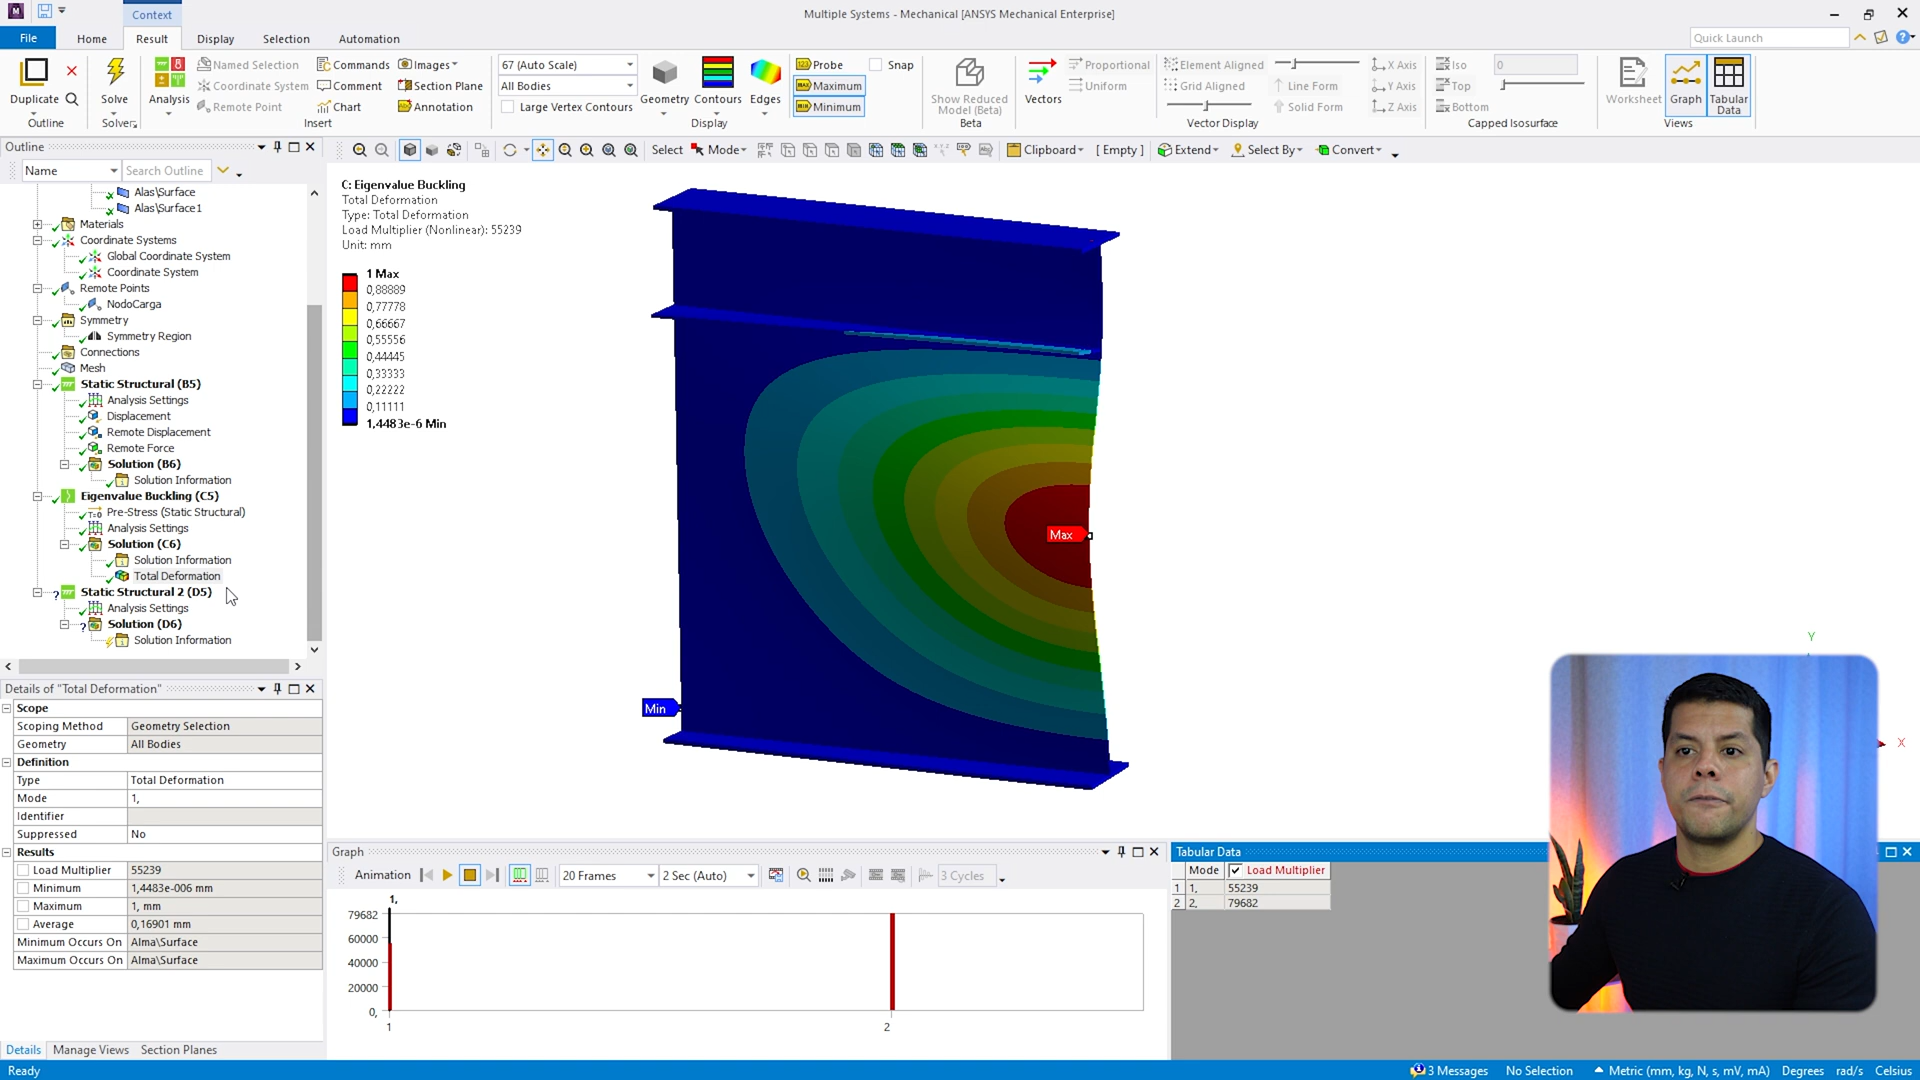 Context
Multiple Systems - Mechanical [ANSYS Mechanical Enterprise]
File
Home
Result
Display
Selection
Automation
Quick Launch
Duplicate
Outline
Solve
Solver
Analysis
Named Selection
Coordinate System
Remote Point
Commands
Comment
Chart
Images
Section Plane
Annotation
Insert
67 (Auto Scale)
All Bodies
Large Vertex Contours
Geometry
Contours
Edges
Display
Probe
Maximum
Minimum
Snap
Show Reduced
Model (Beta)
Beta
Vectors
Proportional
Uniform
Element Aligned
Grid Aligned
Line Form
Solid Form
Vector Display
X Axis
Y Axis
Z Axis
Iso
Top
Bottom
0
Capped Isosurface
Worksheet
Graph
Tabular
Data
Views
Outline
Name
Search Outline
Select
Mode
Clipboard
[ Empty ]
Extend
Select By
Convert
Alas\Surface
Alas\Surface1
Materials
Coordinate Systems
Global Coordinate System
Coordinate System
Remote Points
NodoCarga
Symmetry
Symmetry Region
Connections
Mesh
Static Structural (B5)
Analysis Settings
Displacement
Remote Displacement
Remote Force
Solution (B6)
Solution Information
Eigenvalue Buckling (C5)
Pre-Stress (Static Structural)
Analysis Settings
Solution (C6)
Solution Information
Total Deformation
Static Structural 2 (D5)
Analysis Settings
Solution (D6)
Solution Information
C: Eigenvalue Buckling
Total Deformation
Type: Total Deformation
Load Multiplier (Nonlinear): 55239
Unit: mm
1 Max
0,88889
0,77778
0,66667
0,55556
0,44445
0,33333
0,22222
0,11111
1,4483e-6 Min
Max
Min
Y
X
Details of "Total Deformation"
Scope
Scoping Method Geometry Selection
Geometry All Bodies
Definition
Type Total Deformation
Mode 1,
Identifier
Suppressed No
Results
Load Multiplier 55239
Minimum 1,4483e-006 mm
Maximum 1, mm
Average 0,16901 mm
Minimum Occurs On Alma\Surface
Maximum Occurs On Alma\Surface
Details Manage Views Section Planes
Graph
Animation
20 Frames
2 Sec (Auto)
3 Cycles
1,
79682
60000
40000
20000
0,
1
2
Tabular Data
Mode Load Multiplier
1 1, 55239
2 2, 79682
Ready
3 Messages
No Selection
Metric (mm, kg, N, s, mV, mA)
Degrees
rad/s
Celsius